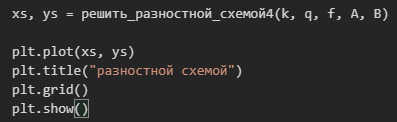 xs, ys = решить_разностной_схемой4(k, q, f, A, B)
plt.plot(xs, ys)
plt.title("разностной схемой")
plt.grid()
plt.show()